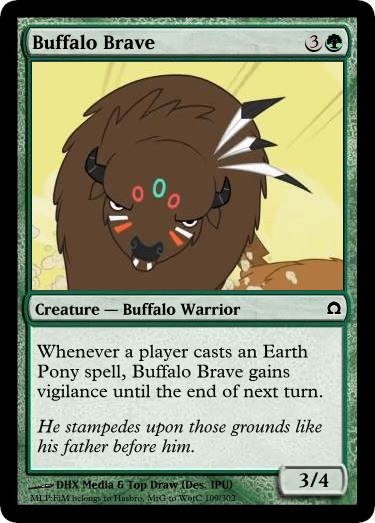 Buffalo Brave 3
Creature — Buffalo Warrior Ω
Whenever a player casts an Earth
Pony spell, Buffalo Brave gains
vigilance until the end of next turn.
He stampedes upon those grounds like
his father before him.
3/4
DHX Media & Top Draw (Des. IPU)
MLP:FiM belongs to Hasbro, MtG to WotC 109/302